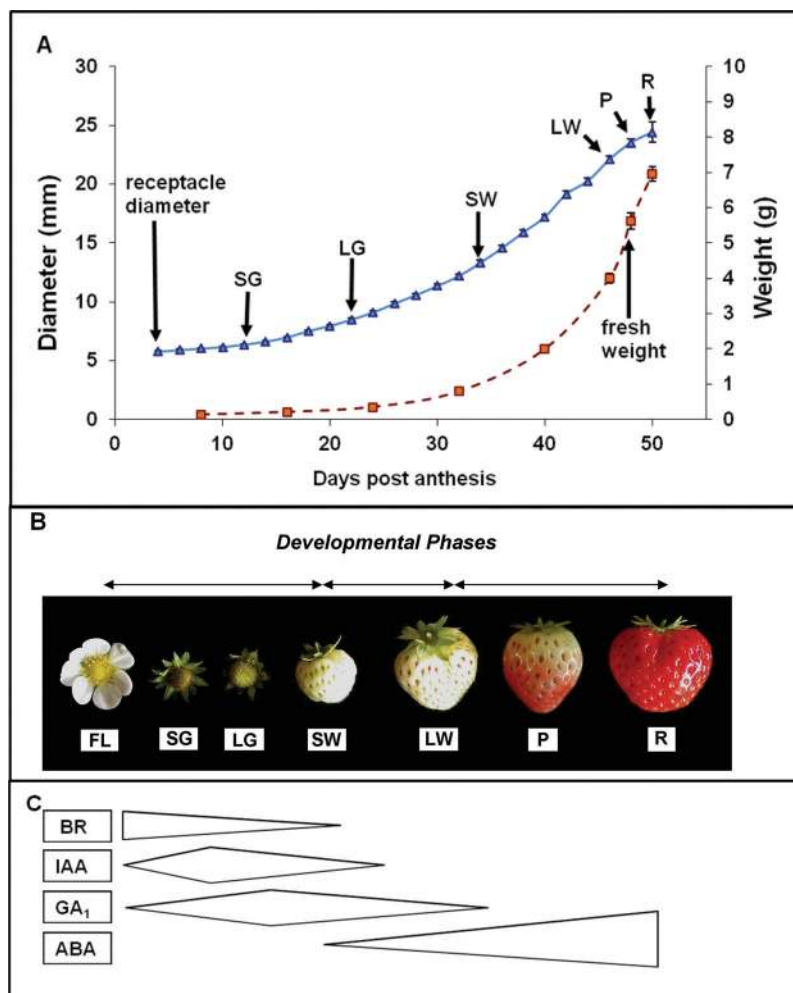 A
30
25
20
15
10
5
0
Diameter (mm)
10
9
8
7
6
5
4
3
2
1
0
Weight (g)
0
10
20
30
40
50
Days post anthesis
receptacle
diameter
SG
LG
SW
LW
P
R
fresh
weight
B
Developmental Phases
FL SG LG SW LW P R
C
BR
IAA
GA₁
ABA